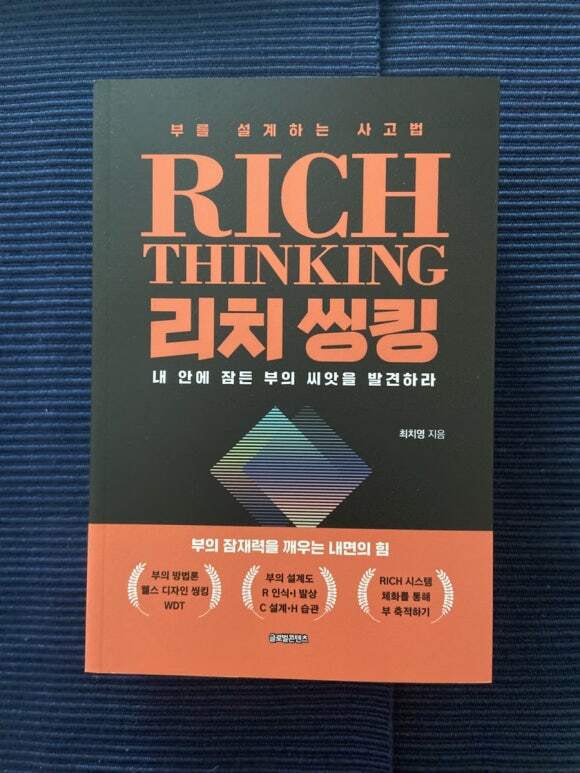 부를 설계하는 사고법
RICH
THINKING
리치 씽킹
내 안에 잠든 부의 씨앗을 발견하라
최치영 지음
부의 잠재력을 깨우는 내면의 힘
부의 방법론
웰스 디자인 씽킹
WDT
부의 설계도
R 인식·I 발상
C 설계·H 습관
RICH 시스템
체화를 통해
부 축적하기
글로벌콘텐츠